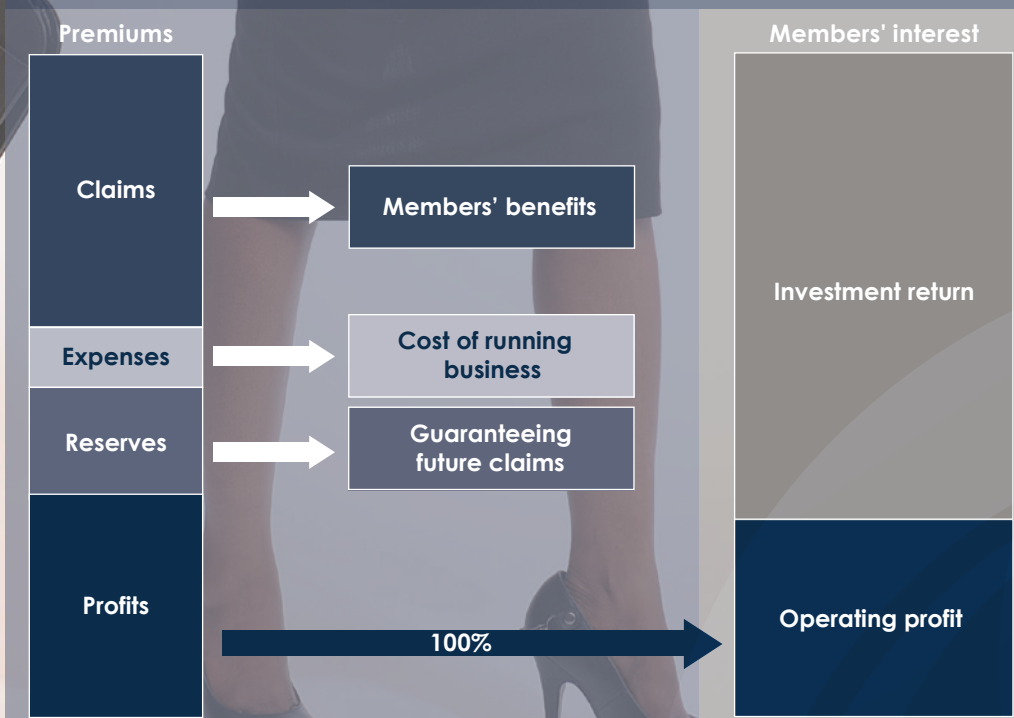 Premiums
Members' interest
Claims
Members’ benefits
Investment return
Expenses
Cost of running
business
Reserves
Guaranteeing
future claims
Profits
100%
Operating profit